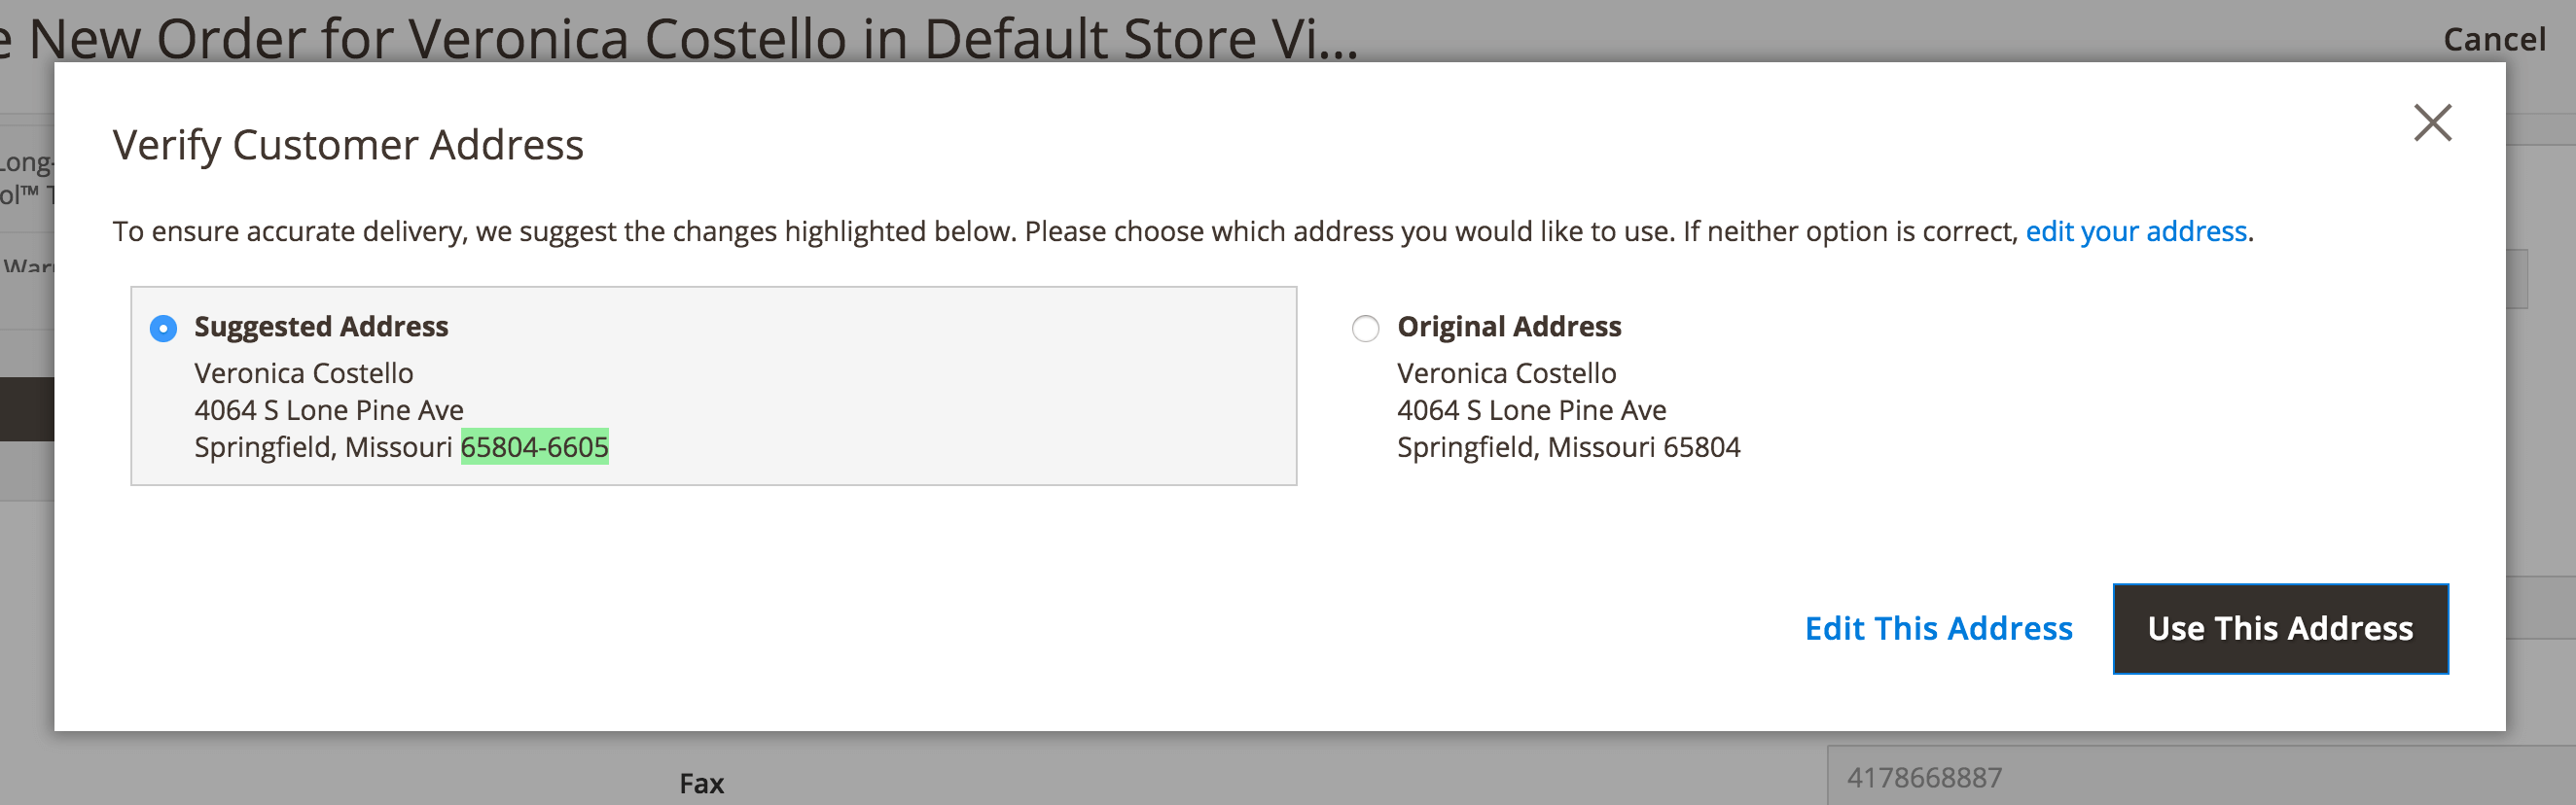 e New Order for Veronica Costello in Default Store Vi...
Cancel
Long-
ol™ T
Verify Customer Address
To ensure accurate delivery, we suggest the changes highlighted below. Please choose which address you would like to use. If neither option is correct, edit your address.
Suggested Address
Veronica Costello
4064 S Lone Pine Ave
Springfield, Missouri 65804-6605
Original Address
Veronica Costello
4064 S Lone Pine Ave
Springfield, Missouri 65804
Edit This Address
Use This Address
Fax
4178668887